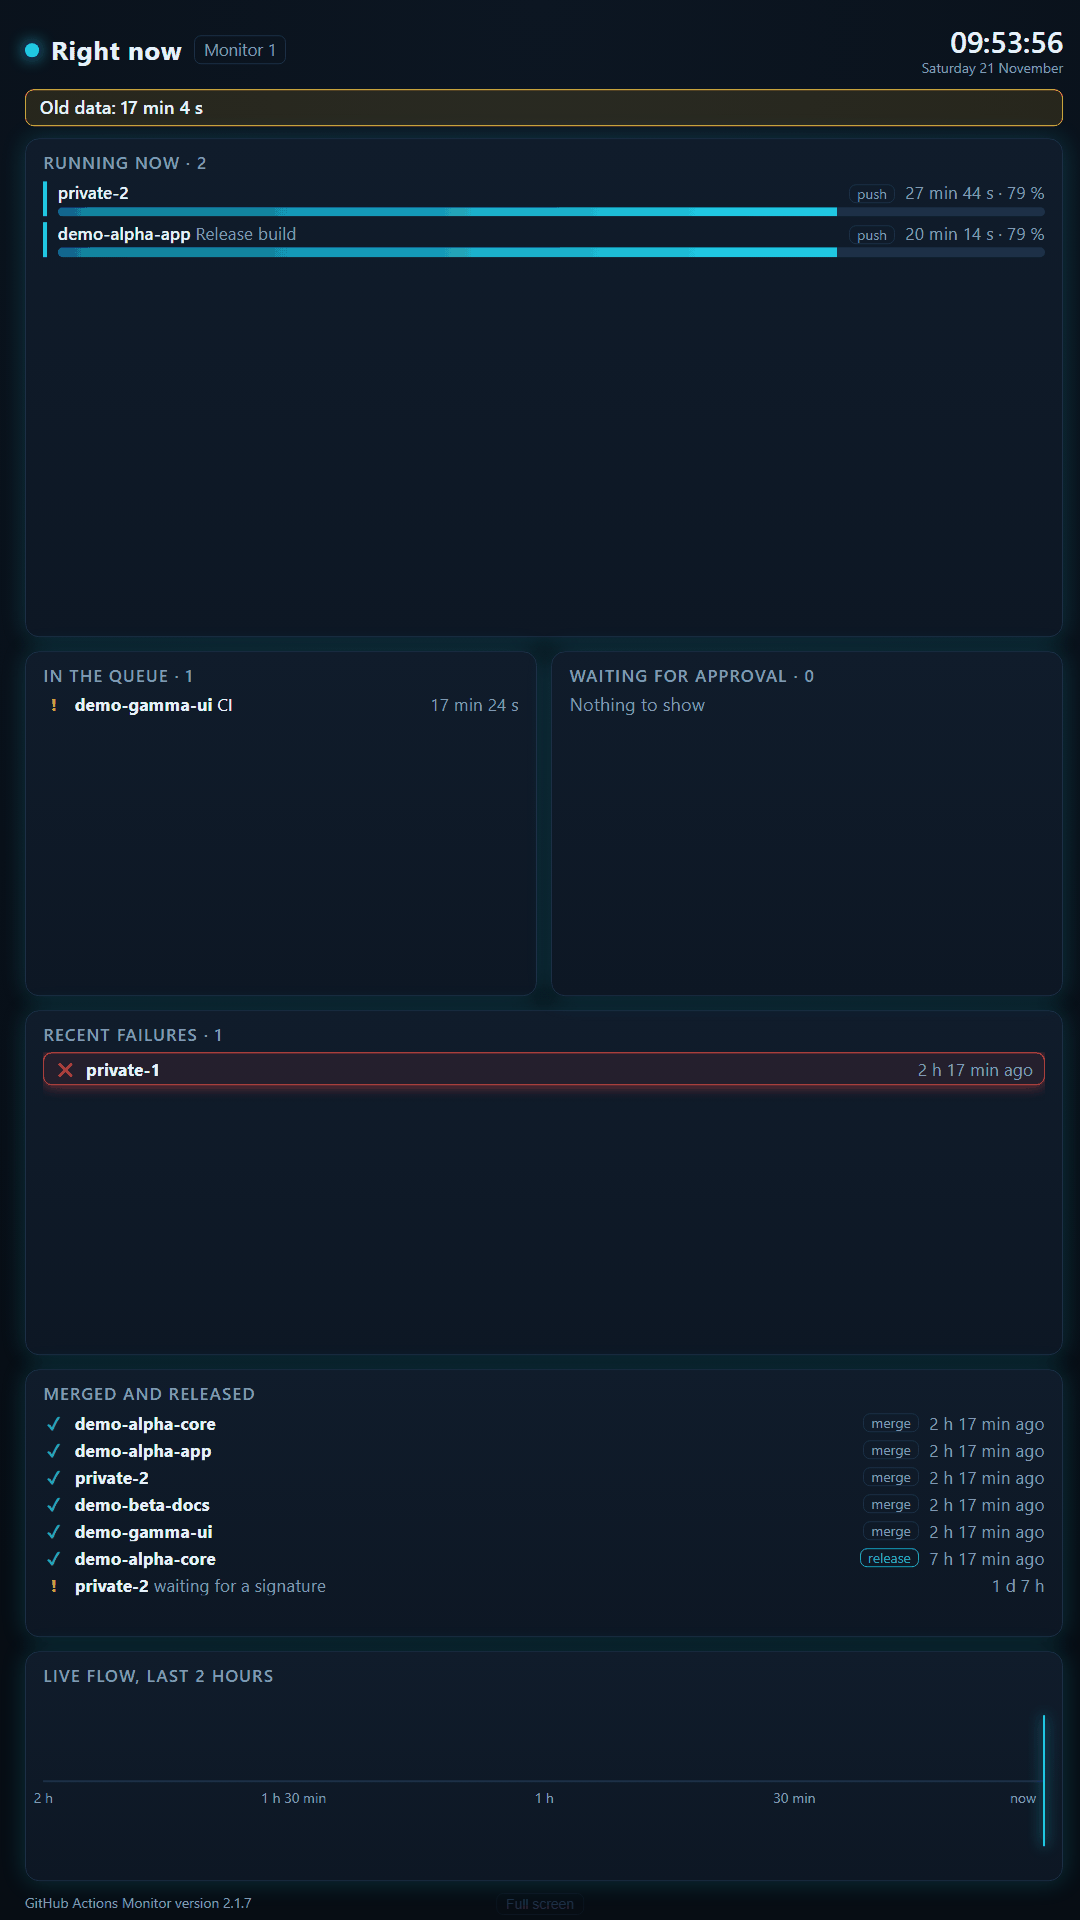 Right now Monitor 1 09:53:56
Saturday 21 November
Old data: 17 min 4 s
RUNNING NOW · 2
private-2 push 27 min 44 s · 79 %
demo-alpha-app Release build push 20 min 14 s · 79 %
IN THE QUEUE · 1
! demo-gamma-ui CI 17 min 24 s
WAITING FOR APPROVAL · 0
Nothing to show
RECENT FAILURES · 1
private-1 2 h 17 min ago
MERGED AND RELEASED
✓ demo-alpha-core merge 2 h 17 min ago
✓ demo-alpha-app merge 2 h 17 min ago
✓ private-2 merge 2 h 17 min ago
✓ demo-beta-docs merge 2 h 17 min ago
✓ demo-gamma-ui merge 2 h 17 min ago
✓ demo-alpha-core release 7 h 17 min ago
! private-2 waiting for a signature 1 d 7 h
LIVE FLOW, LAST 2 HOURS
2 h 1 h 30 min 1 h 30 min now
GitHub Actions Monitor version 2.1.7 Full screen